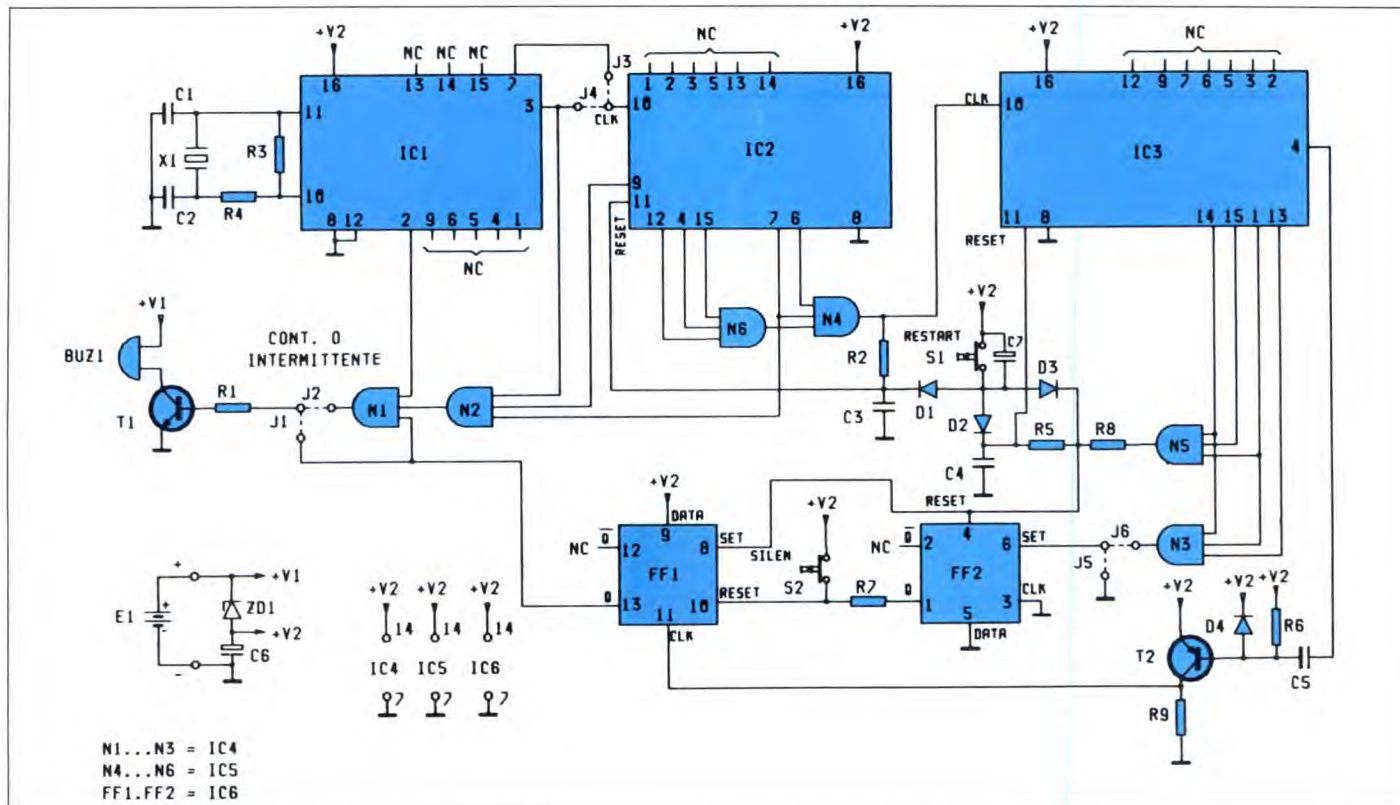 +V2 NC NC NC NC +V2 +V2 NC
16 13 14 15 7 J3 1 2 3 5 13 14 16 16 12 9 7 6 5 3 2
C1 11 3 J4 10 CLK CLK 10
X1 R3 IC1 IC2 IC3 4
C2 R4 10 9 11
8 12 2 9 6 5 4 1 RESET 12 4 15 7 6 8 11 8 14 15 1 13
NC RESET
+V1 +V2
CONT. O
INTERMITTENTE
BUZ1 N6 N4 RESTART S1 C7
R2 D3
T1 R1 J2 N1 N2 D1
J1 C3 D2 R5 R8 N5
C4
+V2 +V2 RESET
DATA
NC Q 12 9 8 SET SILEN NC Q 2 4 6 SET J6 N3
FF1 S2 FF2 J5
Q 13 11 10 RESET R7 Q 1 5 3 CLK
CLK DATA
+ +V1 +V2 +V2 +V2 +V2 +V2 +V2
E1 + - ZD1 14 14 14 D4 R6
+V2 T2
C6 IC4 IC5 IC6 C5
- 7 7 7 R9
N1...N3 = IC4
N4...N6 = IC5
FF1.FF2 = IC6